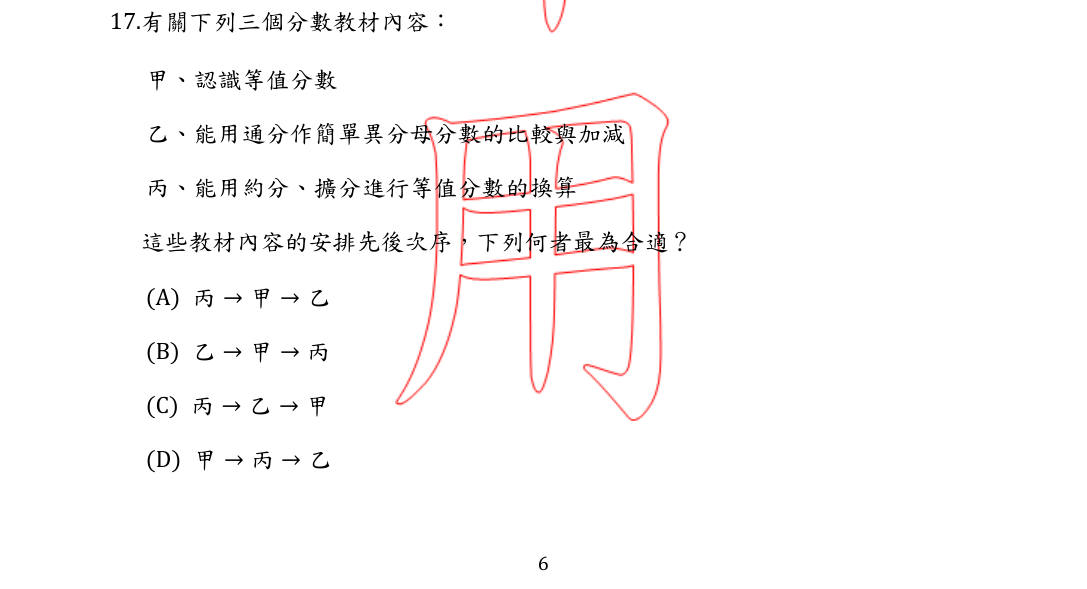 17.有關下列三個分數教材內容：
甲、認識等值分數
乙、能用通分作簡單異分母分數的比較與加減
丙、能用約分、擴分進行等值分數的換算
這些教材內容的安排先後次序，下列何者最為合適？
(A) 丙→甲→乙
(B) 乙→甲→丙
(C) 丙→乙→甲
(D) 甲→丙→乙
用
6